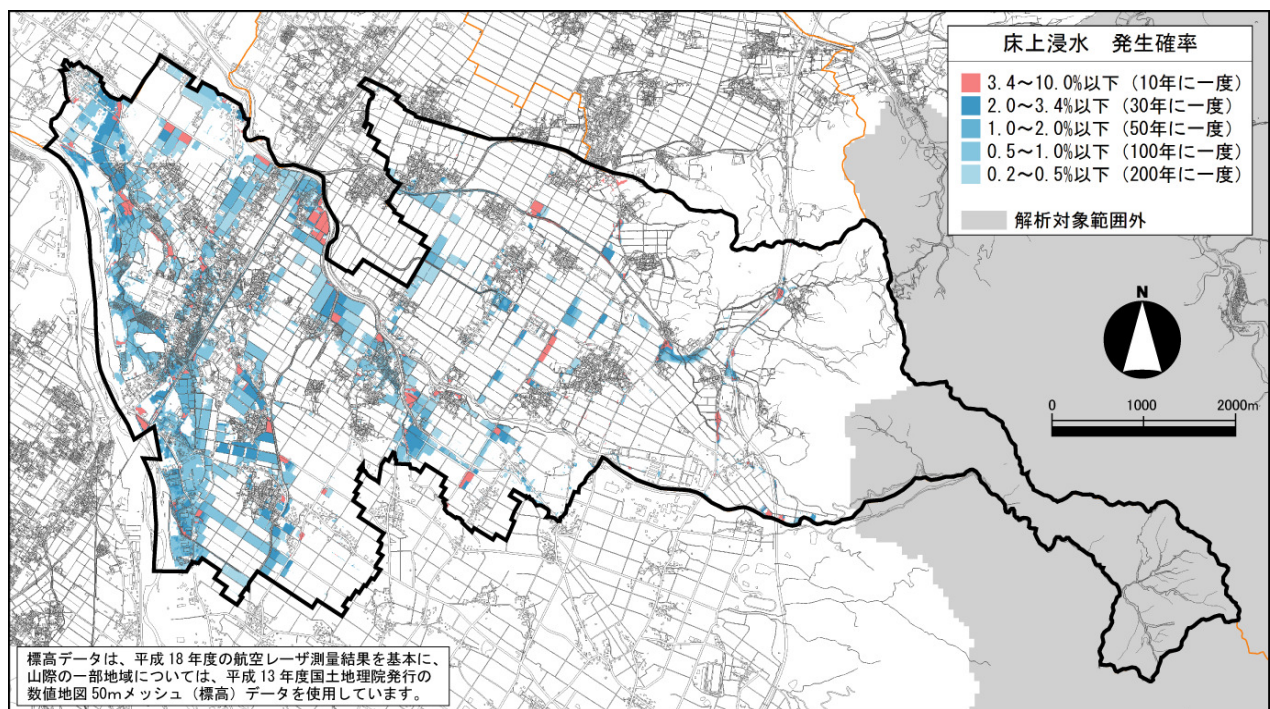 床上浸水 発生確率
3.4～10.0%以下（10年に一度）
2.0～3.4%以下（30年に一度）
1.0～2.0%以下（50年に一度）
0.5～1.0%以下（100年に一度）
0.2～0.5%以下（200年に一度）
解析対象範囲外
N
0 1000 2000m
標高データは、平成18年度の航空レーザ測量結果を基本に、
山際の一部地域については、平成13年度国土地理院発行の
数値地図50mメッシュ（標高）データを使用しています。